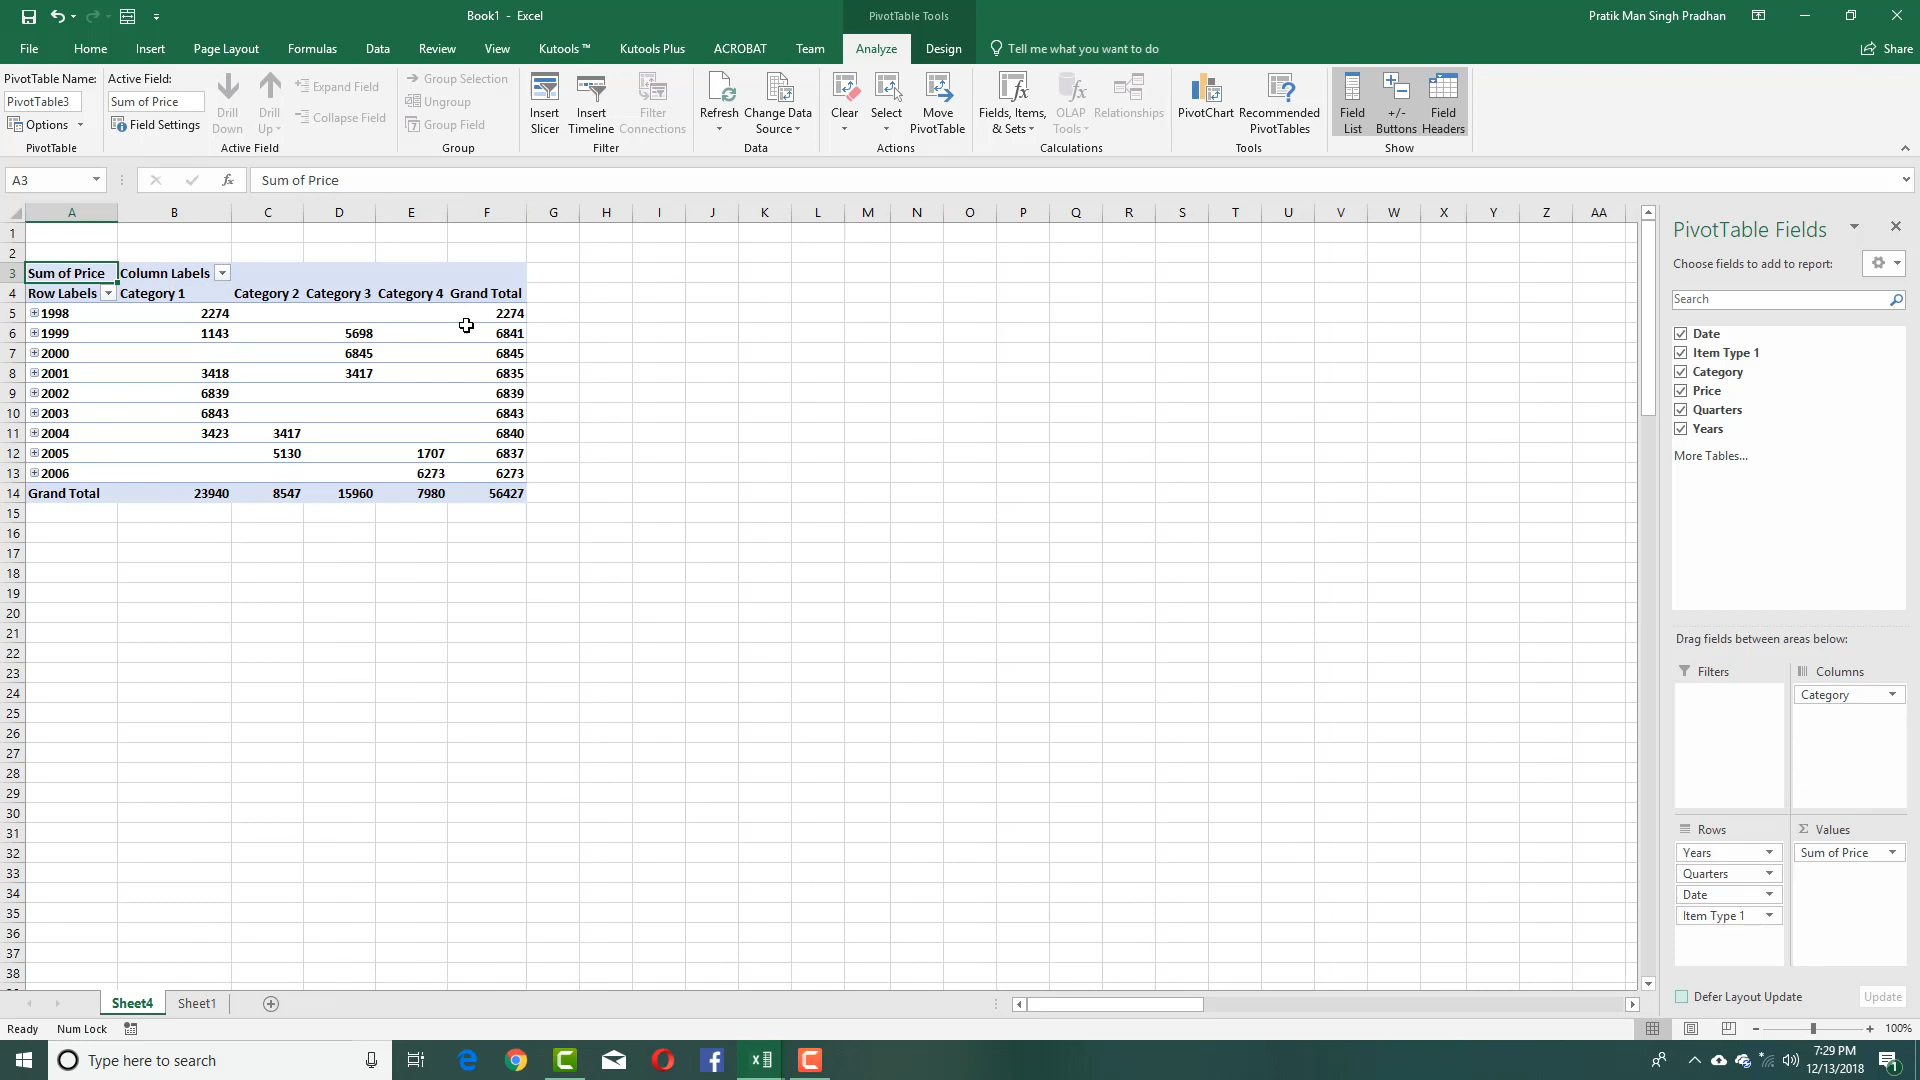 Book1 - Excel
PivotTable Tools
Pratik Man Singh Pradhan
File Home Insert Page Layout Formulas Data Review View Kutools ™ Kutools Plus ACROBAT Team Analyze Design Tell me what you want to do Share
PivotTable Name:
PivotTable3
Options
PivotTable
Active Field:
Sum of Price
Field Settings
Drill Down
Drill Up
Expand Field
Collapse Field
Active Field
Group Selection
Ungroup
Group Field
Group
Insert Slicer
Insert Timeline
Filter Connections
Filter
Refresh
Change Data Source
Data
Clear
Select
Move PivotTable
Actions
Fields, Items, & Sets
OLAP Tools
Relationships
Calculations
PivotChart
Recommended PivotTables
Tools
Field List
+/- Buttons
Field Headers
Show
A3 fx Sum of Price
A B C D E F G H I J K L M N O P Q R S T U V W X Y Z AA
1
2
3 Sum of Price Column Labels
4 Row Labels Category 1 Category 2 Category 3 Category 4 Grand Total
5 1998 2274 2274
6 1999 1143 5698 6841
7 2000 6845 6845
8 2001 3418 3417 6835
9 2002 6839 6839
10 2003 6843 6843
11 2004 3423 3417 6840
12 2005 5130 1707 6837
13 2006 6273 6273
14 Grand Total 23940 8547 15960 7980 56427
15
16
17
18
19
20
21
22
23
24
25
26
27
28
29
30
31
32
33
34
35
36
37
38
PivotTable Fields
Choose fields to add to report:
Search
Date
Item Type 1
Category
Price
Quarters
Years
More Tables...
Drag fields between areas below:
Filters
Columns
Category
Rows
Years
Quarters
Date
Item Type 1
Σ Values
Sum of Price
Defer Layout Update
Update
Sheet4 Sheet1
Ready Num Lock
100%
Type here to search
7:29 PM
12/13/2018
1